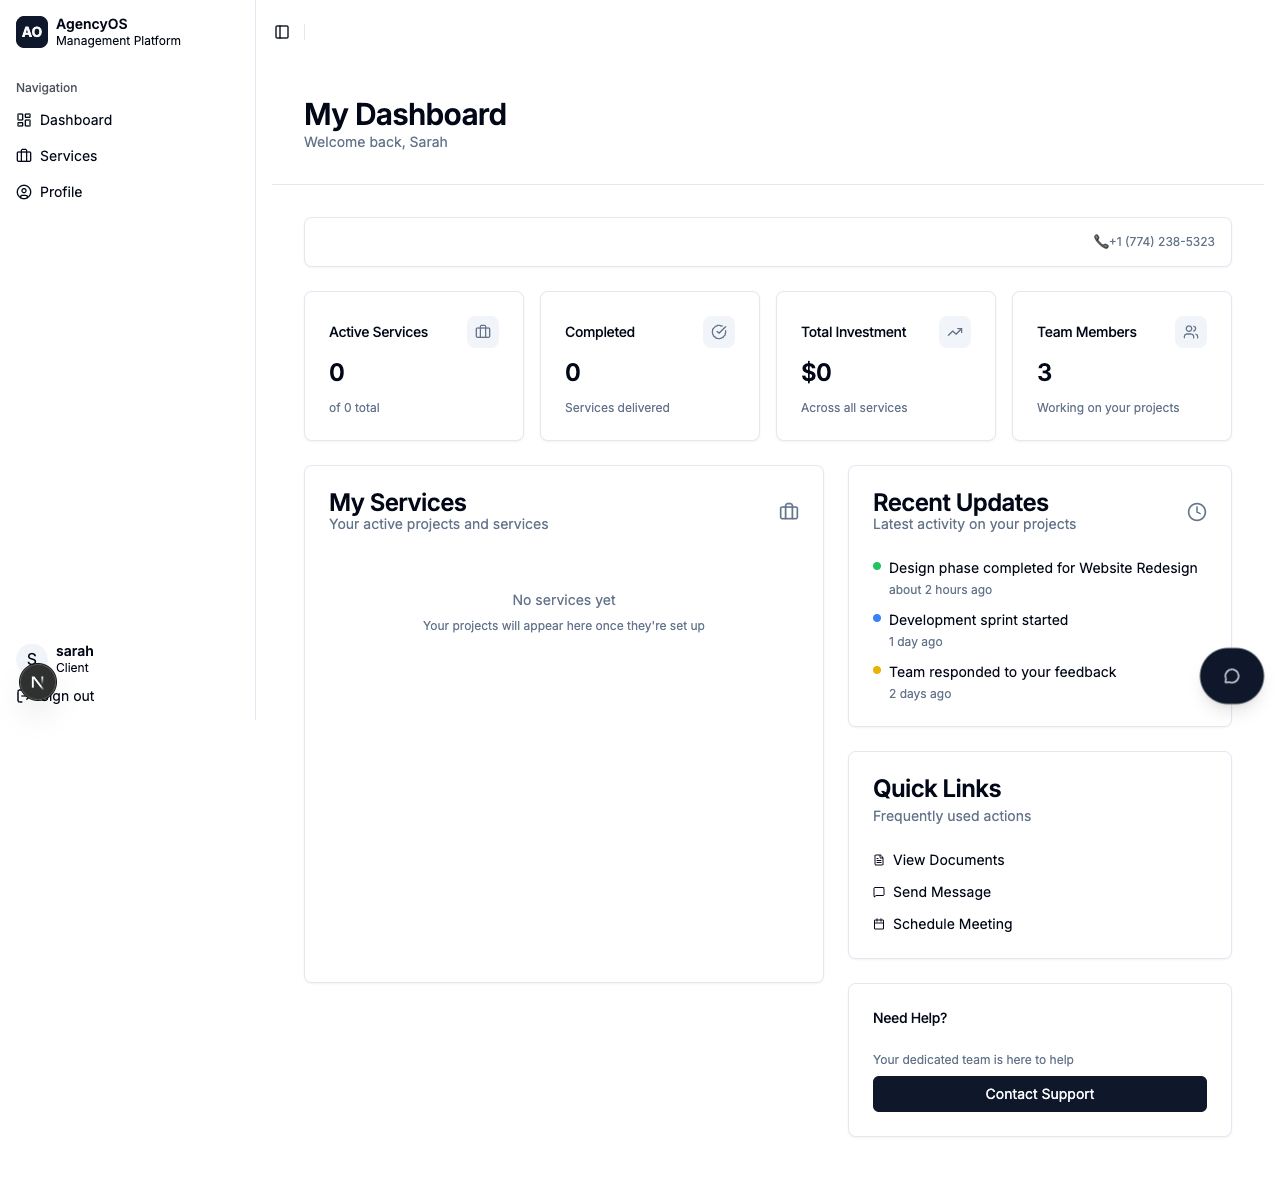 AO
AgencyOS
Management Platform
Navigation
Dashboard
Services
Profile
My Dashboard
Welcome back, Sarah
+1 (774) 238-5323
Active Services
0
of 0 total
Completed
0
Services delivered
Total Investment
$0
Across all services
Team Members
3
Working on your projects
My Services
Your active projects and services
No services yet
Your projects will appear here once they're set up
Recent Updates
Latest activity on your projects
Design phase completed for Website Redesign
about 2 hours ago
Development sprint started
1 day ago
Team responded to your feedback
2 days ago
Quick Links
Frequently used actions
View Documents
Send Message
Schedule Meeting
Need Help?
Your dedicated team is here to help
Contact Support
S
sarah
Client
N
out